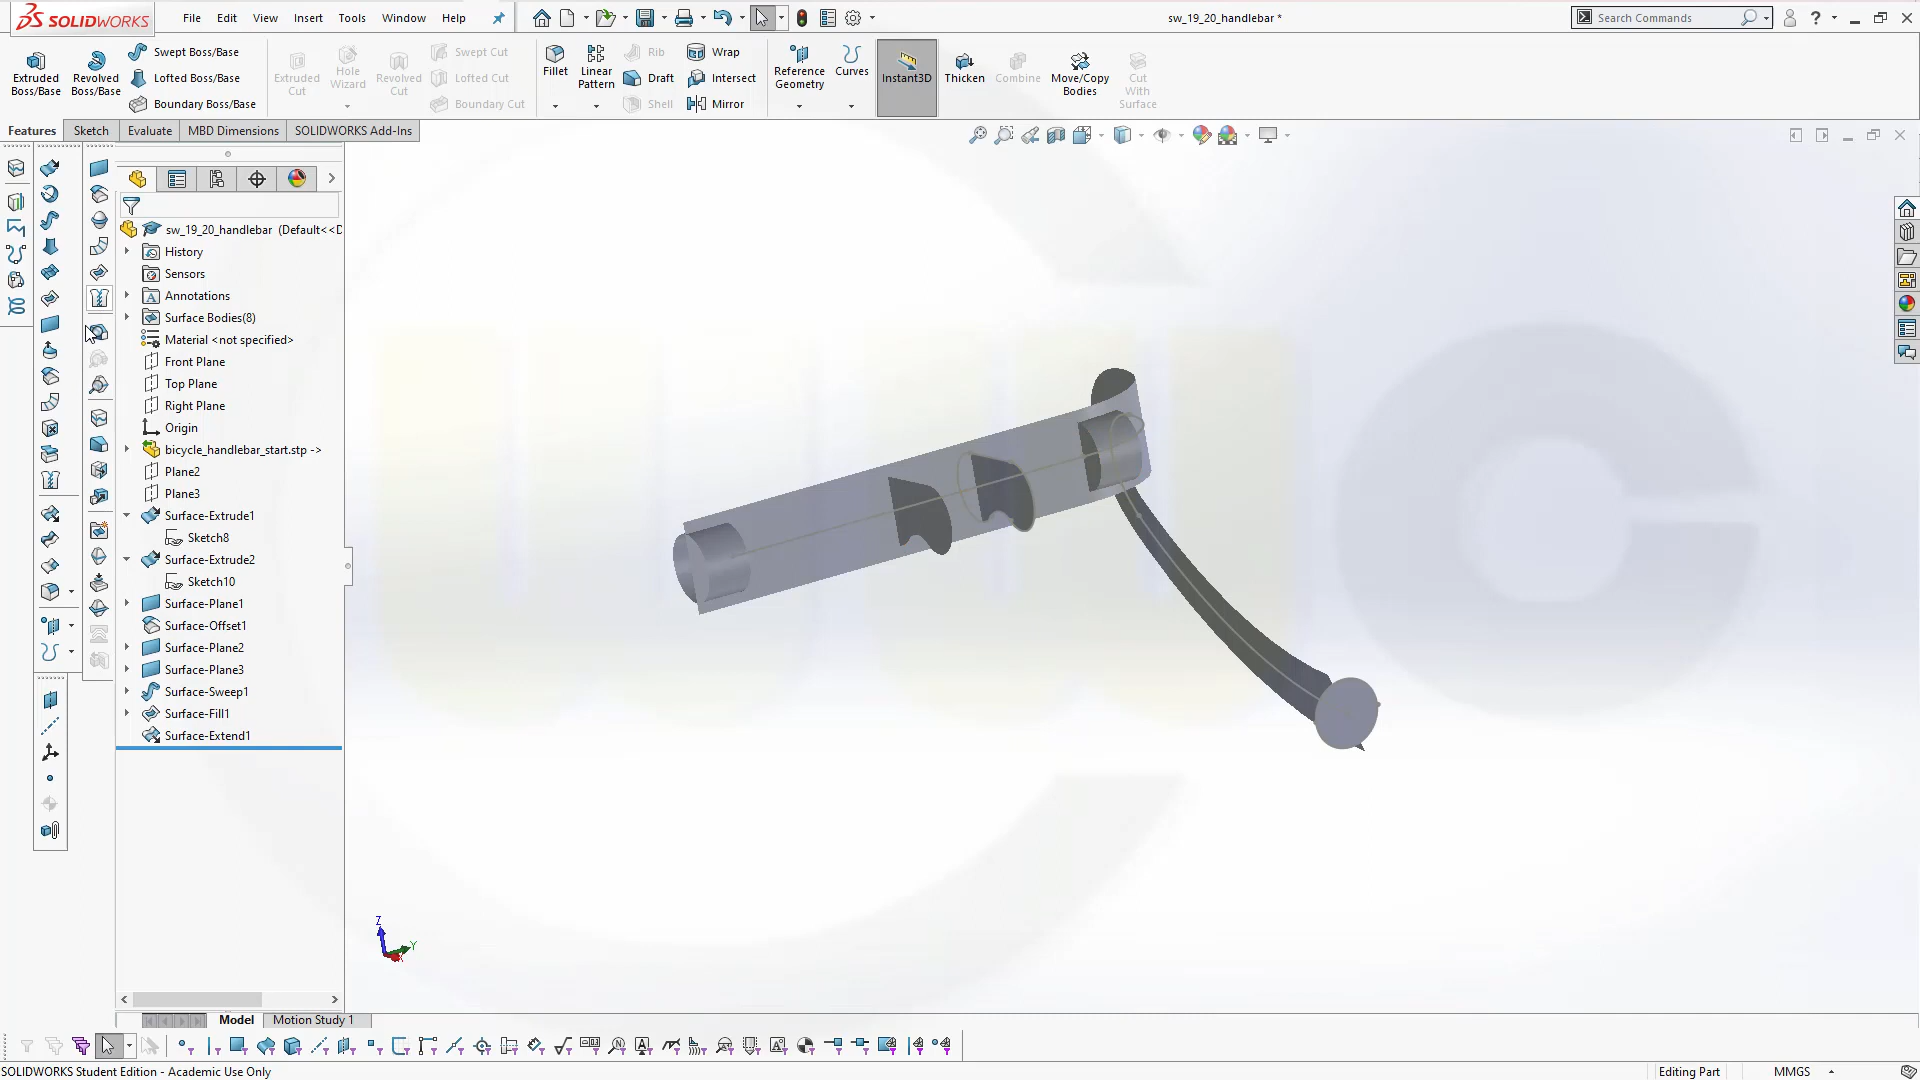 SOLIDWORKS
File Edit View Insert Tools Window Help
sw_19_20_handlebar *
Search Commands
Extruded Boss/Base
Revolved Boss/Base
Swept Boss/Base
Lofted Boss/Base
Boundary Boss/Base
Extruded Cut
Hole Wizard
Revolved Cut
Swept Cut
Lofted Cut
Boundary Cut
Fillet
Linear Pattern
Rib
Draft
Shell
Wrap
Intersect
Mirror
Reference Geometry
Curves
Instant3D
Thicken
Combine
Move/Copy Bodies
Cut With Surface
Features Sketch Evaluate MBD Dimensions SOLIDWORKS Add-Ins
sw_19_20_handlebar (Default<<D
History
Sensors
Annotations
Surface Bodies(8)
Material <not specified>
Front Plane
Top Plane
Right Plane
Origin
bicycle_handlebar_start.stp ->
Plane2
Plane3
Surface-Extrude1
Sketch8
Surface-Extrude2
Sketch10
Surface-Plane1
Surface-Offset1
Surface-Plane2
Surface-Plane3
Surface-Sweep1
Surface-Fill1
Surface-Extend1
Z
Y
X
Model Motion Study 1
SOLIDWORKS Student Edition - Academic Use Only
Editing Part
MMGS